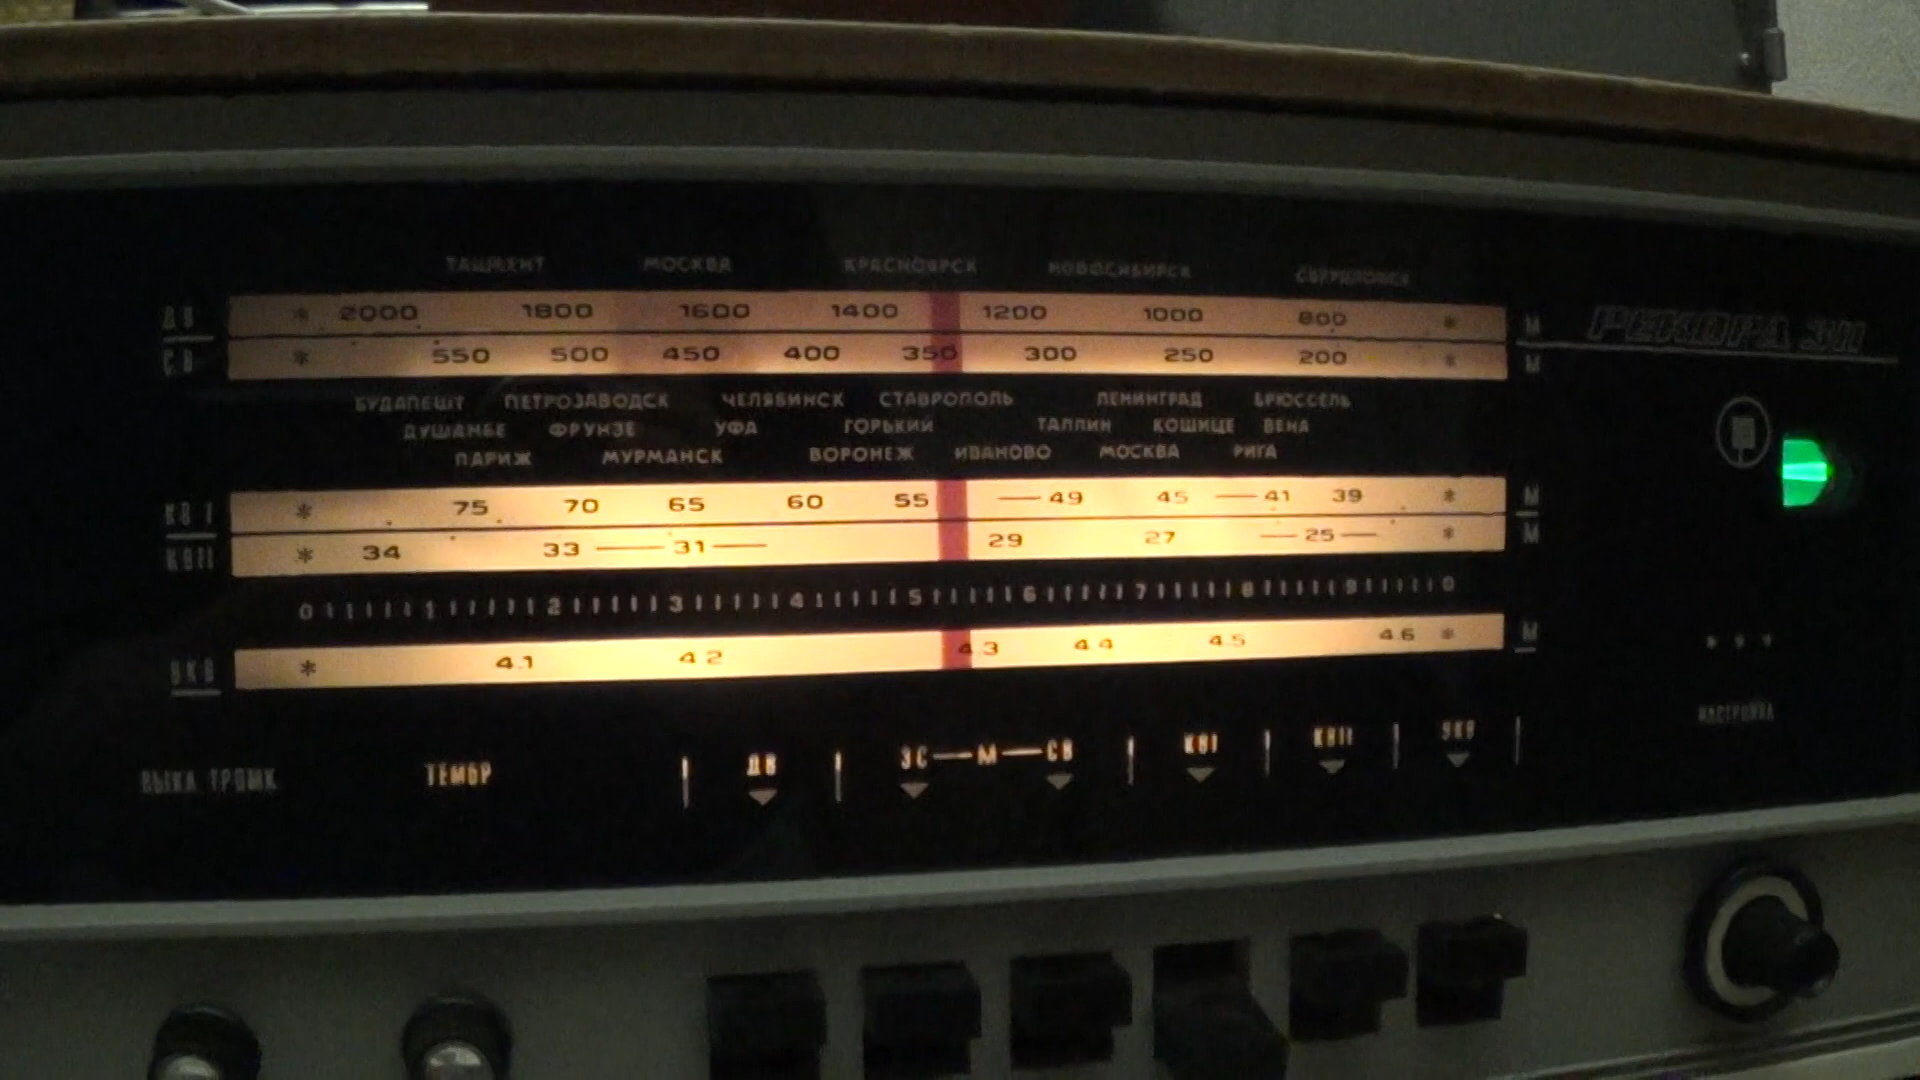 ТАШКЕНТ МОСКВА КРАСНОЯРСК НОВОСИБИРСК СВЕРДЛОВСК
ДВ * 2000 1800 1600 1400 1200 1000 800 * М
РЕКОРД 311
СВ * 550 500 450 400 350 300 250 200 * М
БУДАПЕШТ ПЕТРОЗАВОДСК ЧЕЛЯБИНСК СТАВРОПОЛЬ ЛЕНИНГРАД БРЮССЕЛЬ
ДУШАНБЕ ФРУНЗЕ УФА ГОРЬКИЙ ТАЛЛИН КОШИЦЕ ВЕНА
ПАРИЖ МУРМАНСК ВОРОНЕЖ ИВАНОВО МОСКВА РИГА
КВ I * 75 70 65 60 55 — 49 45 — 41 39 * М
КВII * 34 33 — 31 — 29 27 — 25 — * М
0 1 2 3 4 5 6 7 8 9 0
УКВ * 4.1 4.2 4.3 4.4 4.5 4.6 * М
НАСТРОЙКА
ВЫКЛ ГРОМК ТЕМБР ДВ ЗС — М — СВ КВI КВII УКВ